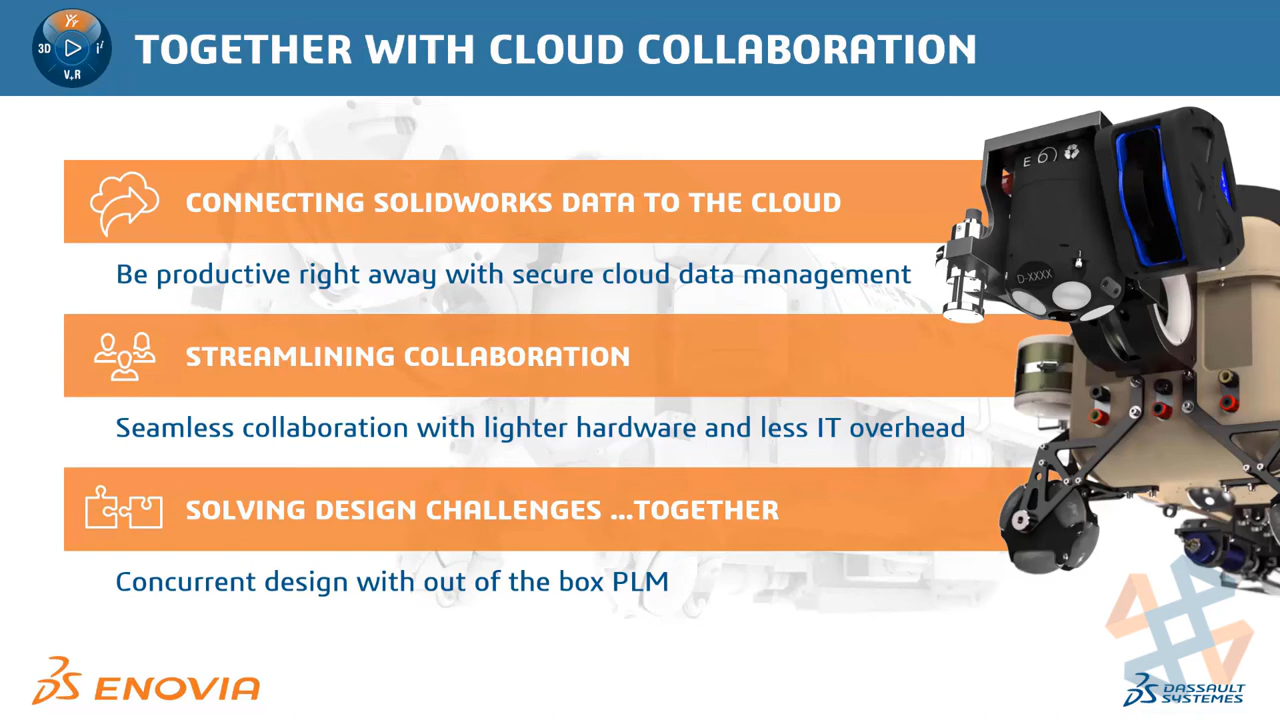 3D
V+R
TOGETHER WITH CLOUD COLLABORATION
CONNECTING SOLIDWORKS DATA TO THE CLOUD
Be productive right away with secure cloud data management
STREAMLINING COLLABORATION
Seamless collaboration with lighter hardware and less IT overhead
SOLVING DESIGN CHALLENGES ...TOGETHER
Concurrent design with out of the box PLM
D-XXXX
ENOVIA
DASSAULT
SYSTEMES